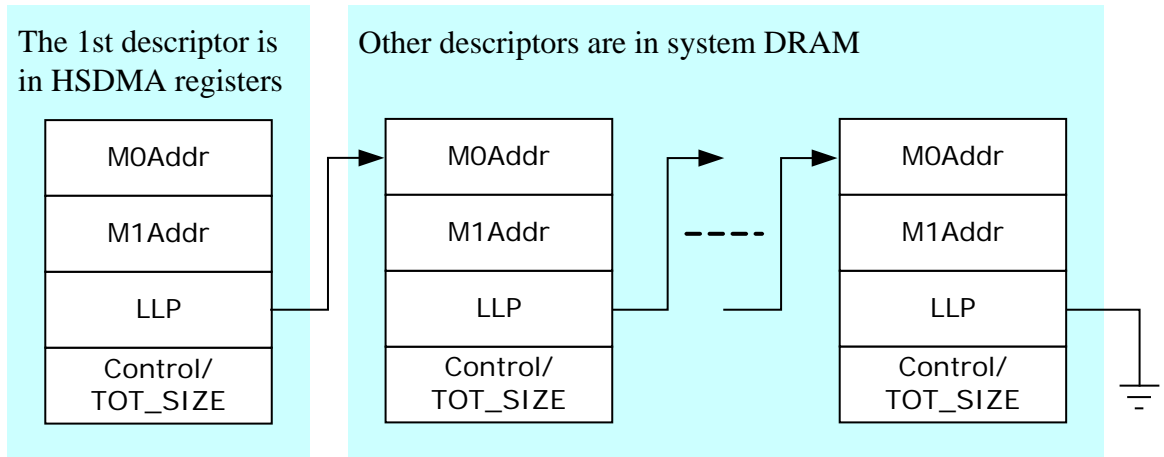 The 1st descriptor is
in HSDMA registers
Other descriptors are in system DRAM
M0Addr
M1Addr
LLP
Control/
TOT_SIZE
M0Addr
M1Addr
LLP
Control/
TOT_SIZE
M0Addr
M1Addr
LLP
Control/
TOT_SIZE